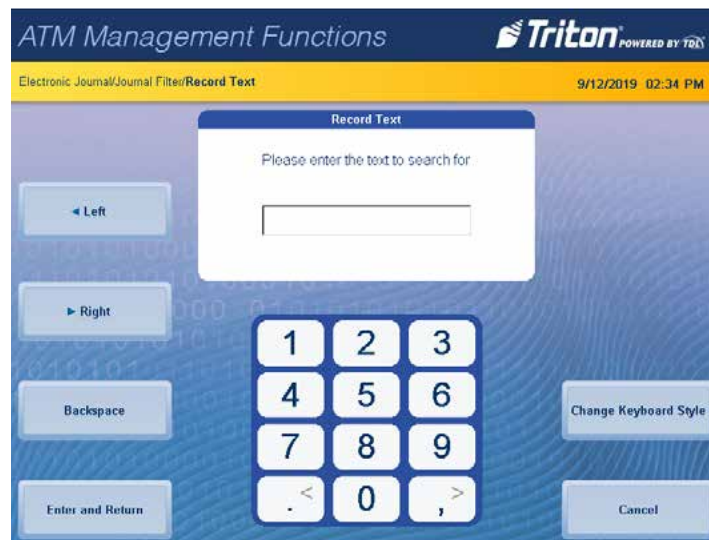 ATM Management Functions
Triton POWERED BY TDL
Electronic Journal/Journal Filter/Record Text
9/12/2019 02:34 PM
Record Text
Please enter the text to search for
◄ Left
► Right
Backspace
Enter and Return
1 2 3
4 5 6
7 8 9
.< 0 ,>
Change Keyboard Style
Cancel